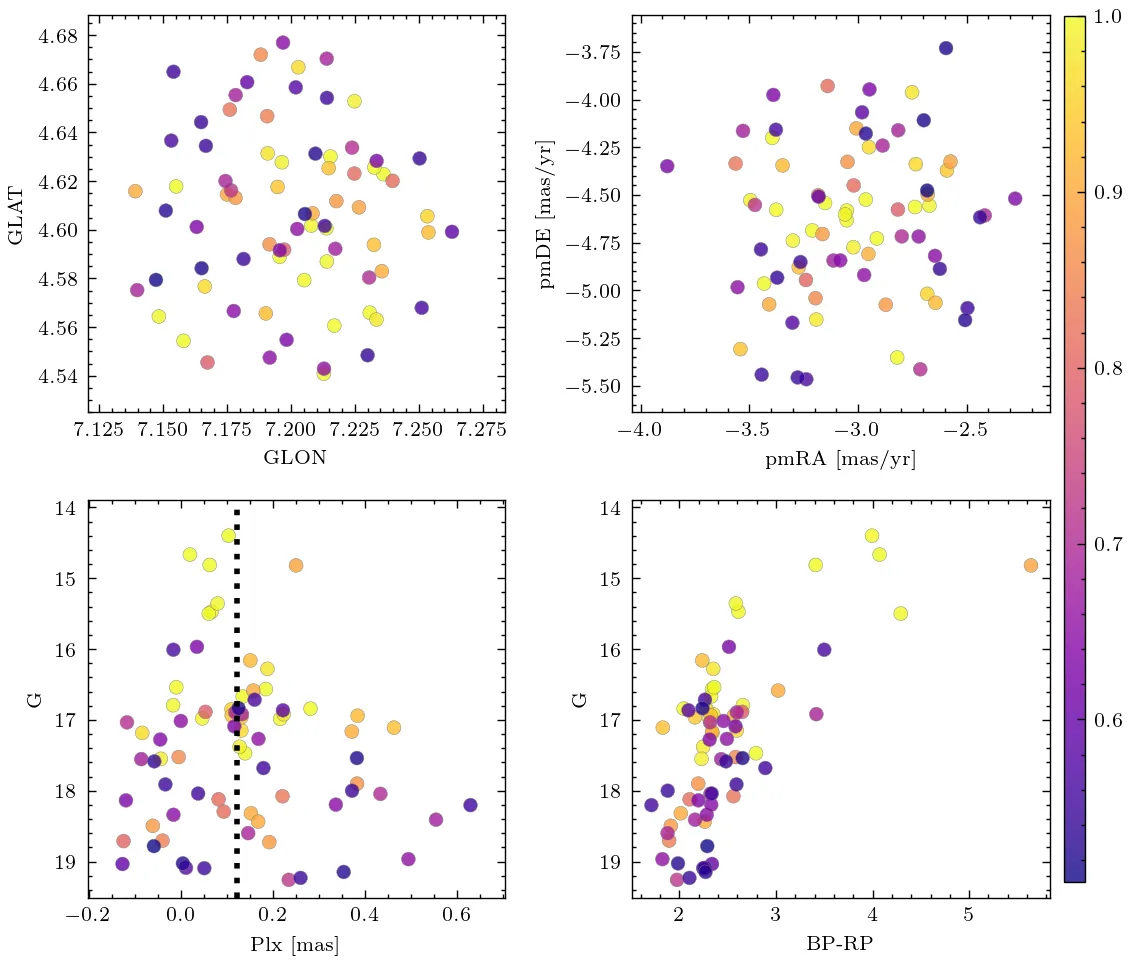 4.68
4.66
4.64
4.62
4.60
4.58
4.56
4.54
GLAT
7.125 7.150 7.175 7.200 7.225 7.250 7.275
GLON
−3.75
−4.00
−4.25
−4.50
−4.75
−5.00
−5.25
−5.50
pmDE [mas/yr]
−4.0 −3.5 −3.0 −2.5
pmRA [mas/yr]
1.0
0.9
0.8
0.7
0.6
14
15
16
17
18
19
G
−0.2 0.0 0.2 0.4 0.6
Plx [mas]
14
15
16
17
18
19
G
2 3 4 5
BP-RP